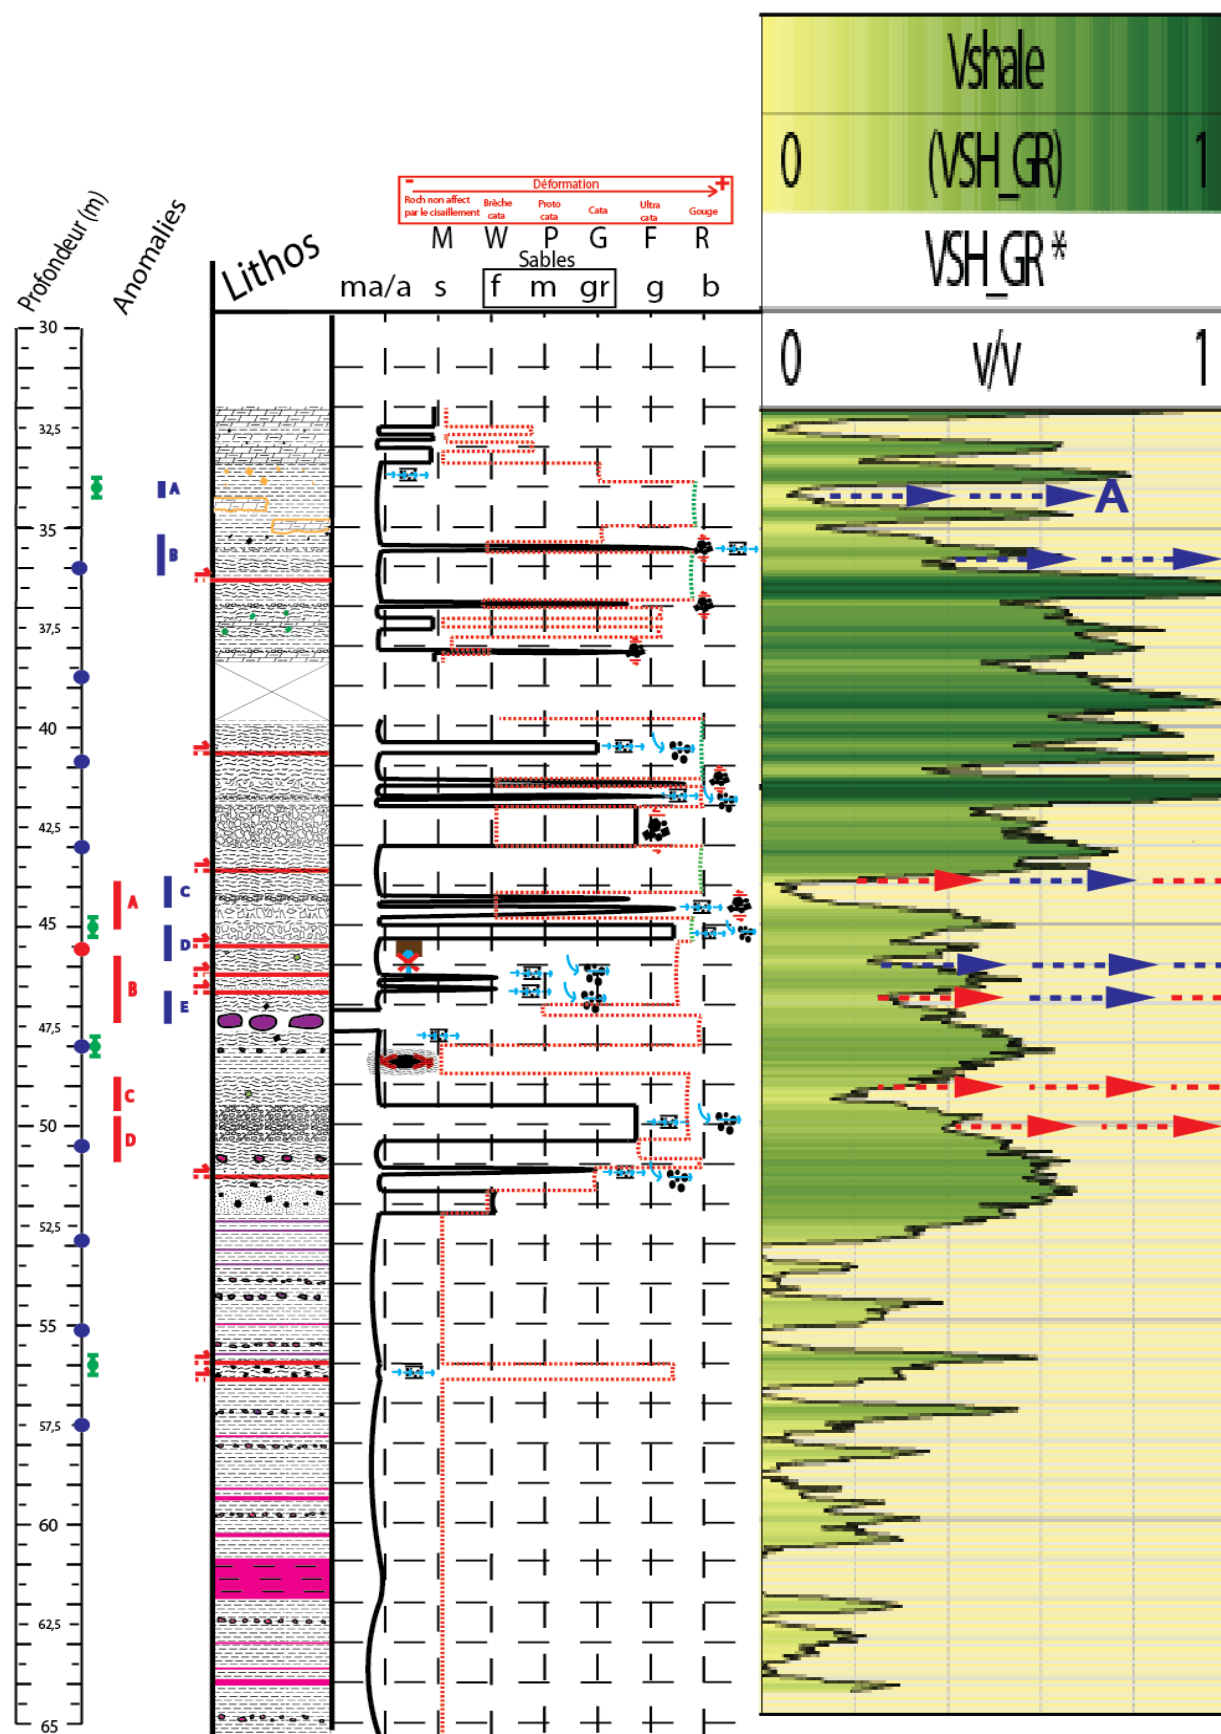 Vshale
0 (VSH_GR) 1
VSH_GR *
0 v/v 1
- Déformation +
Roch non affect par le cisaillement
Brèche cata
Proto cata
Cata
Ultra cata
Gouge
M W P G F R
Sables
ma/a s f m gr g b
Profondeur (m)
Anomalies
Lithos
30
32,5
A
A
35
B
37,5
40
42,5
C
A
45
D
B
E
47,5
C
50
D
52,5
55
57,5
60
62,5
65